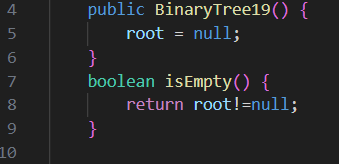 4 public BinaryTree19() {
5 root = null;
6 }
7 boolean isEmpty() {
8 return root!=null;
9 }
10